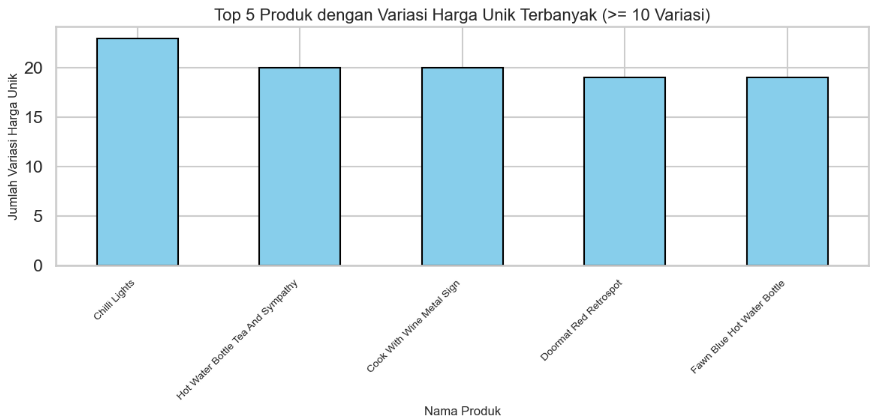 Top 5 Produk dengan Variasi Harga Unik Terbanyak (>= 10 Variasi)
Jumlah Variasi Harga Unik
20
15
10
5
0
Chilli Lights
Hot Water Bottle Tea And Sympathy
Cook With Wine Metal Sign
Doormat Red Retrospot
Fawn Blue Hot Water Bottle
Nama Produk